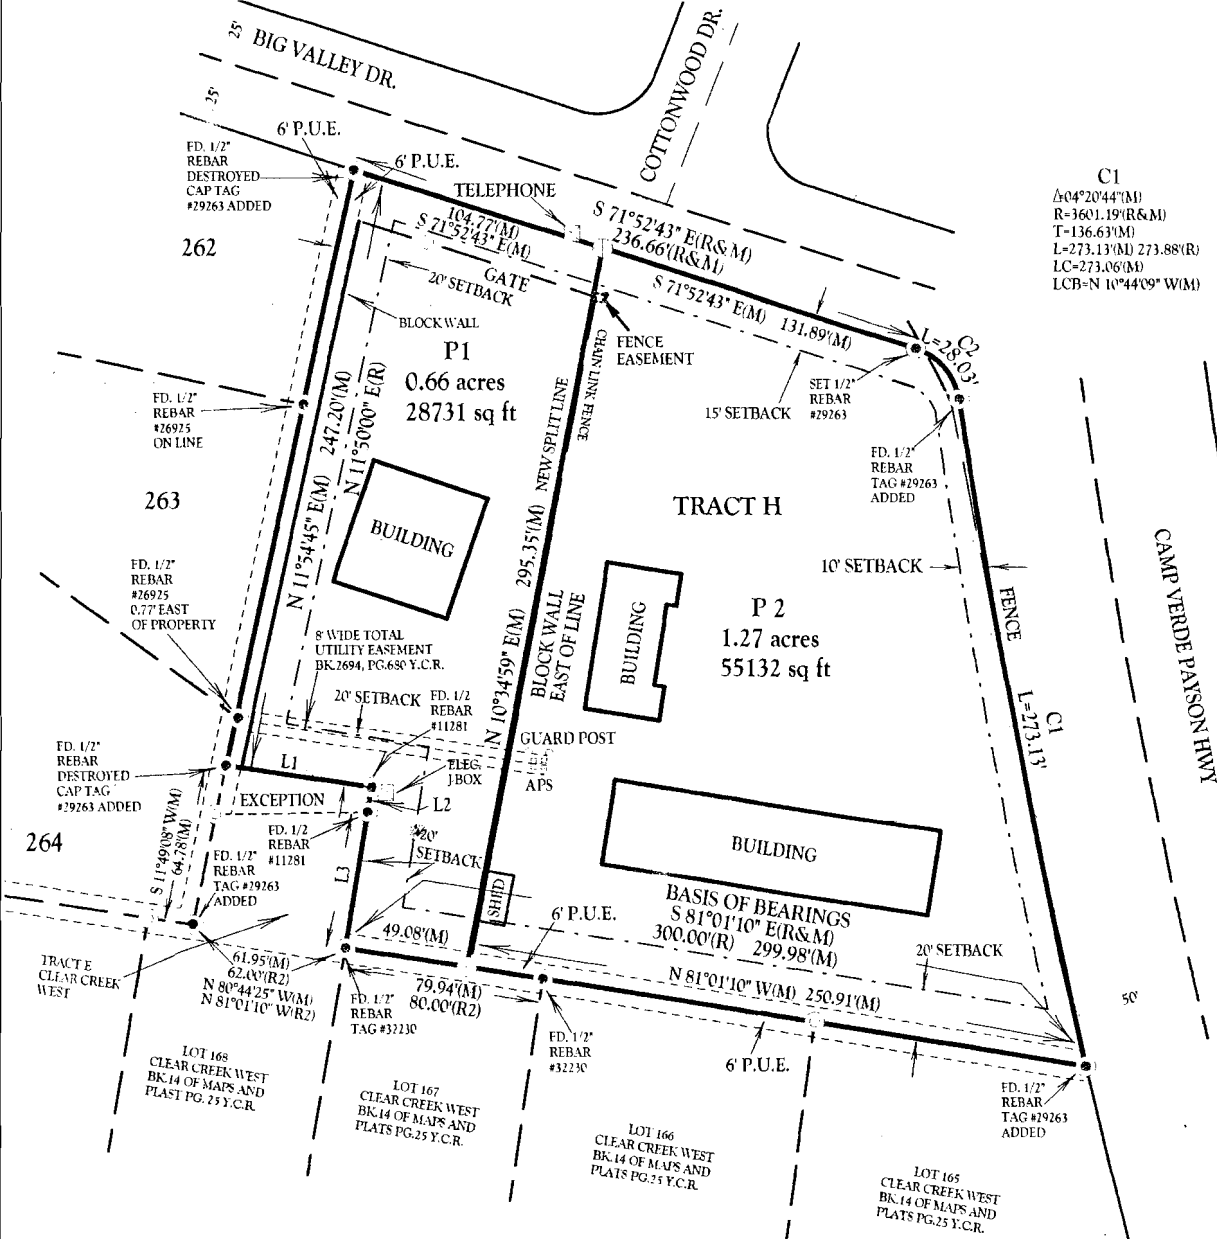 25'
BIG VALLEY DR.
25'
COTTONWOOD DR.
6' P.U.E.
FD. 1/2"
REBAR
DESTROYED
CAP TAG
#29263 ADDED
6' P.U.E.
TELEPHONE
104.77'(M)
S 71°52'43" E(M)
S 71°52'43" E(R&M)
236.66'(R&M)
C1
∆=04°20'44"(M)
R=3601.19'(R&M)
T=136.63'(M)
L=273.13'(M) 273.88'(R)
LC=273.06'(M)
LCB=N 10°44'09" W(M)
262
GATE
20' SETBACK
S 71°52'43" E(M) 131.89'(M)
BLOCK WALL
FENCE
EASEMENT
C2
L=28.03'
P1
0.66 acres
28731 sq ft
CHAIN LINK FENCE
SET 1/2"
REBAR
#29263
15' SETBACK
FD. 1/2"
REBAR
#26925
ON LINE
N 11°54'45" E(M) 247.20'(M)
N 11°50'00" E(R)
FD. 1/2"
REBAR
TAG #29263
ADDED
263
BUILDING
N 10°34'59" E(M) 295.35'(M) NEW SPLIT LINE
TRACT H
FD. 1/2"
REBAR
#26925
0.77' EAST
OF PROPERTY
10' SETBACK
CAMP VERDE PAYSON HWY
BLOCK WALL
EAST OF LINE
BUILDING
P 2
1.27 acres
55132 sq ft
FENCE
8' WIDE TOTAL
UTILITY EASEMENT
BK.2694, PG.680 Y.C.R.
20' SETBACK
FD. 1/2
REBAR
#11281
C1
L=273.13'
GUARD POST
FD. 1/2"
REBAR
DESTROYED
CAP TAG
#29263 ADDED
L1
ELEC.
J.BOX
APS
EXCEPTION
L2
264
S 11°49'08" W(M)
64.78'(M)
FD. 1/2
REBAR
#11281
20'
SETBACK
BUILDING
FD. 1/2"
REBAR
TAG #29263
ADDED
L3
SHED
BASIS OF BEARINGS
S 81°01'10" E(R&M)
300.00'(R) 299.98'(M)
6' P.U.E.
49.08'(M)
20' SETBACK
TRACT E
CLEAR CREEK
WEST
61.95'(M)
62.00'(R2)
N 80°44'25" W(M)
N 81°01'10" W(R2)
79.94'(M)
80.00'(R2)
N 81°01'10" W(M) 250.91'(M)
50'
FD. 1/2"
REBAR
TAG #32230
FD. 1/2"
REBAR
#32230
6' P.U.E.
FD. 1/2"
REBAR
TAG #29263
ADDED
LOT 168
CLEAR CREEK WEST
BK.14 OF MAPS AND
PLAST PG. 25 Y.C.R.
LOT 167
CLEAR CREEK WEST
BK.14 OF MAPS AND
PLATS PG.25 Y.C.R.
LOT 166
CLEAR CREEK WEST
BK.14 OF MAPS AND
PLATS PG.25 Y.C.R.
LOT 165
CLEAR CREEK WEST
BK.14 OF MAPS AND
PLATS PG.25 Y.C.R.